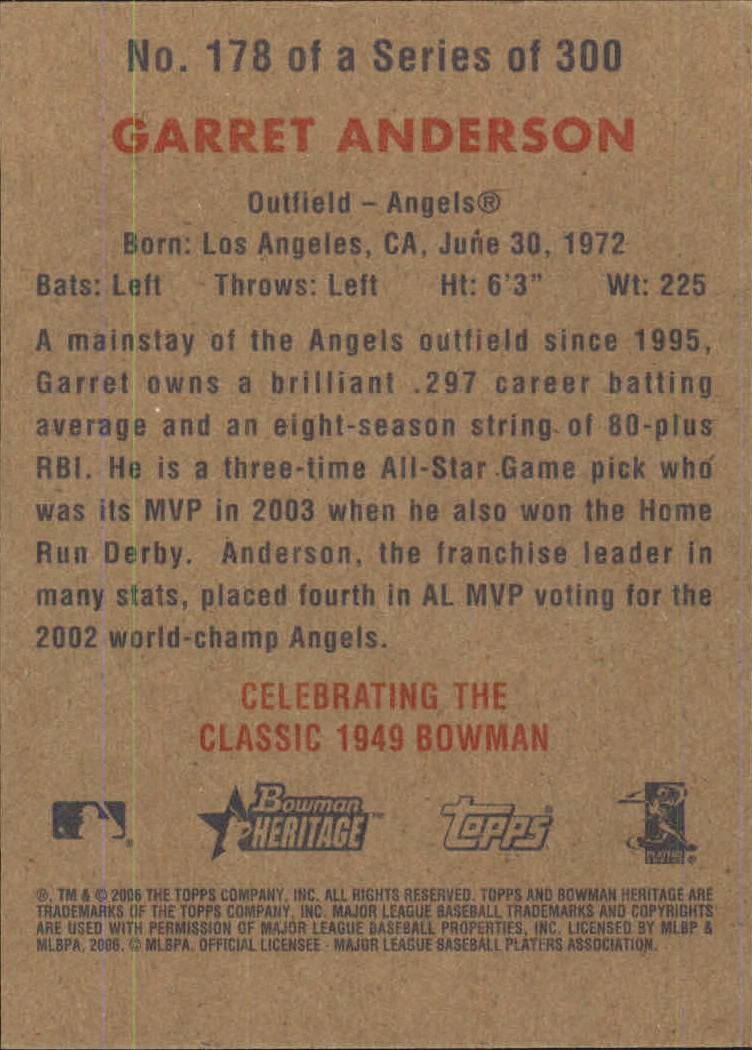 No. 178 of a Series of 300
GARRET ANDERSON
Outfield – Angels®
Born: Los Angeles, CA, June 30, 1972
Bats: Left Throws: Left Ht: 6'3" Wt: 225
A mainstay of the Angels outfield since 1995,
Garret owns a brilliant .297 career batting
average and an eight-season string of 80-plus
RBI. He is a three-time All-Star Game pick who
was its MVP in 2003 when he also won the Home
Run Derby. Anderson, the franchise leader in
many stats, placed fourth in AL MVP voting for the
2002 world-champ Angels.
CELEBRATING THE
CLASSIC 1949 BOWMAN
Bowman
HERITAGE™
Topps®
PLAYERS
®, TM & © 2006 THE TOPPS COMPANY, INC. ALL RIGHTS RESERVED. TOPPS AND BOWMAN HERITAGE ARE
TRADEMARKS OF THE TOPPS COMPANY, INC. MAJOR LEAGUE BASEBALL TRADEMARKS AND COPYRIGHTS
ARE USED WITH PERMISSION OF MAJOR LEAGUE BASEBALL PROPERTIES, INC. LICENSED BY MLBP &
MLBPA, 2006. © MLBPA. OFFICIAL LICENSEE - MAJOR LEAGUE BASEBALL PLAYERS ASSOCIATION.